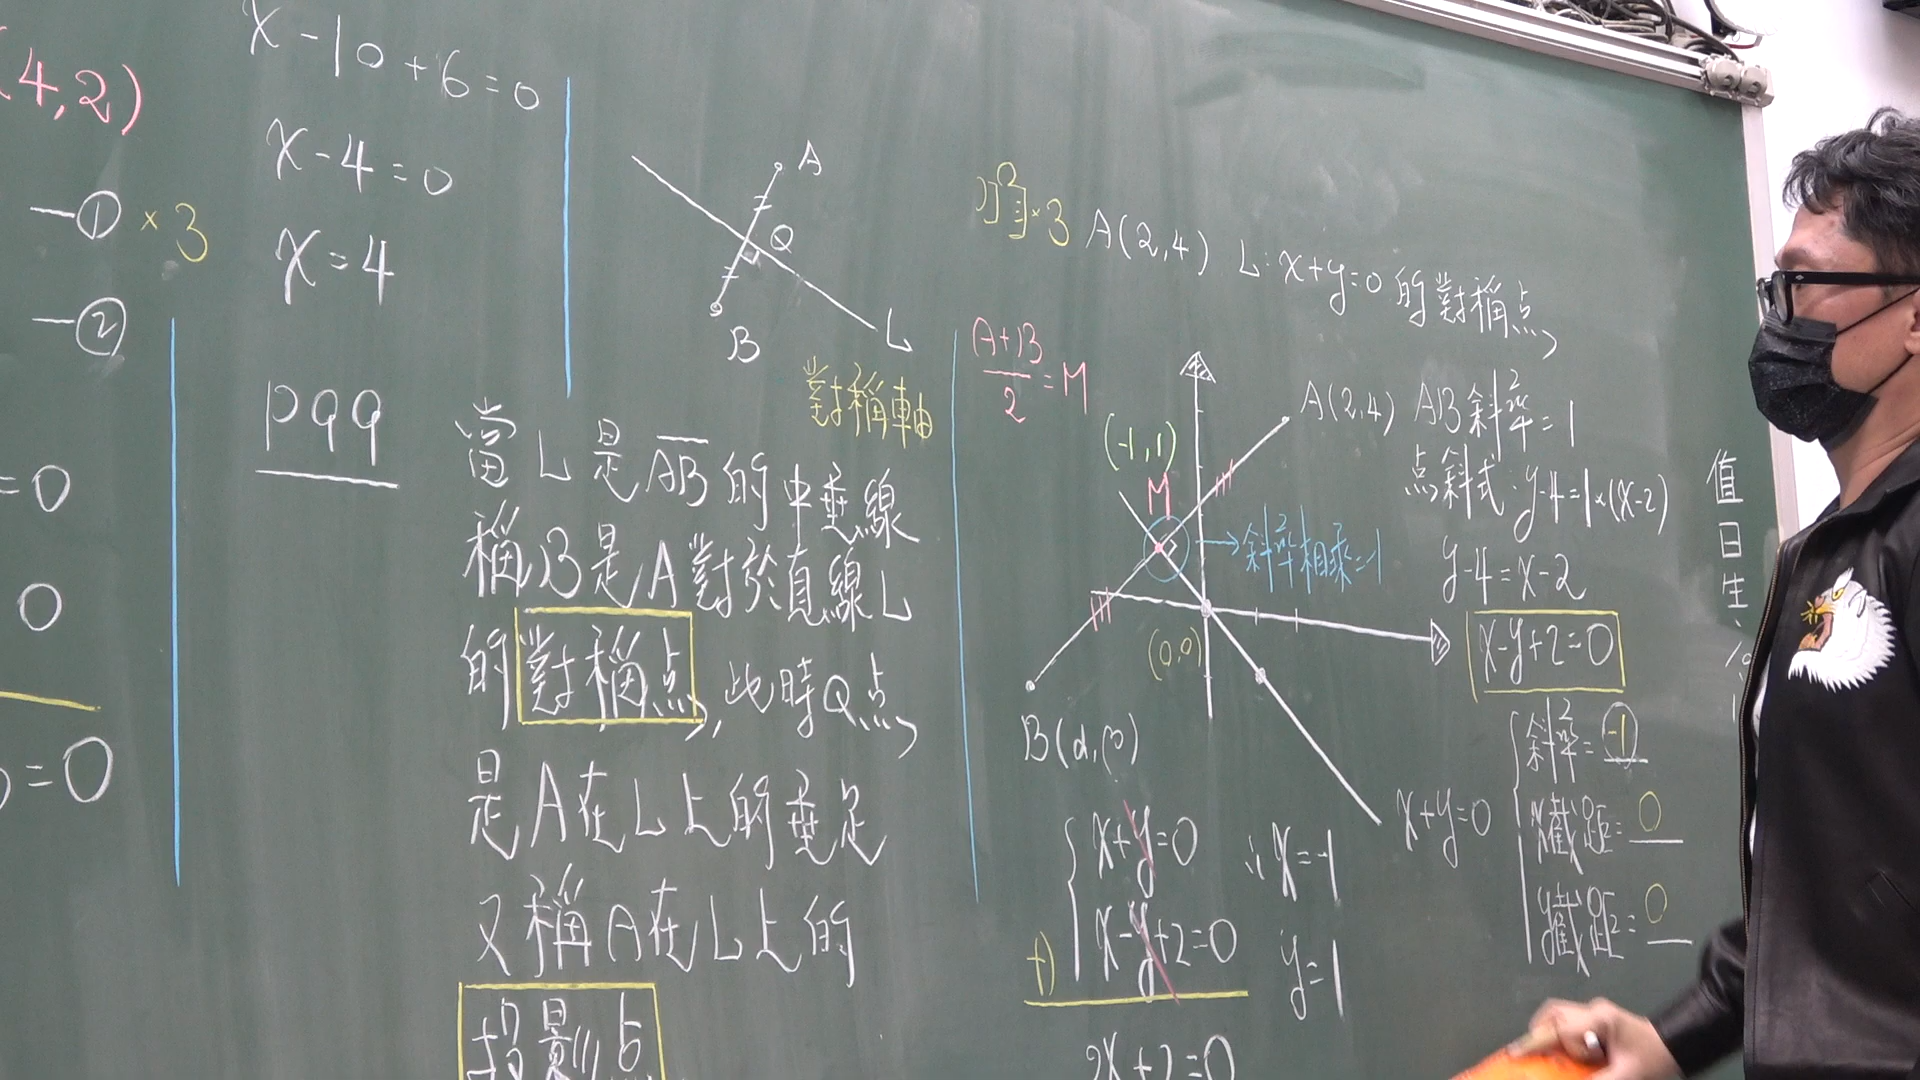 (4,2)
—① ×3
—②
=0
0
=0
x-10+6=0
x-4=0
x=4
P99
A
Q
B
L
對稱軸
當L是AB的中垂線
稱B是A對於直線L
的對稱点,此時Q点
是A在L上的垂足
又稱A在L上的
投影点
×3 A(2,4) L:x+y=0的對稱点
A+B
2
=M
(-1,1)
M
A(2,4)
斜率相乘=-1
(0,0)
B(α,β)
x+y=0
AB斜率=1
点斜式:y-4=1×(x-2)
y-4=x-2
x-y+2=0
斜率=-1
x截距=0
y截距=0
x+y=0
+) x-y+2=0
2x+2=0
∴x=-1
y=1
值日生: